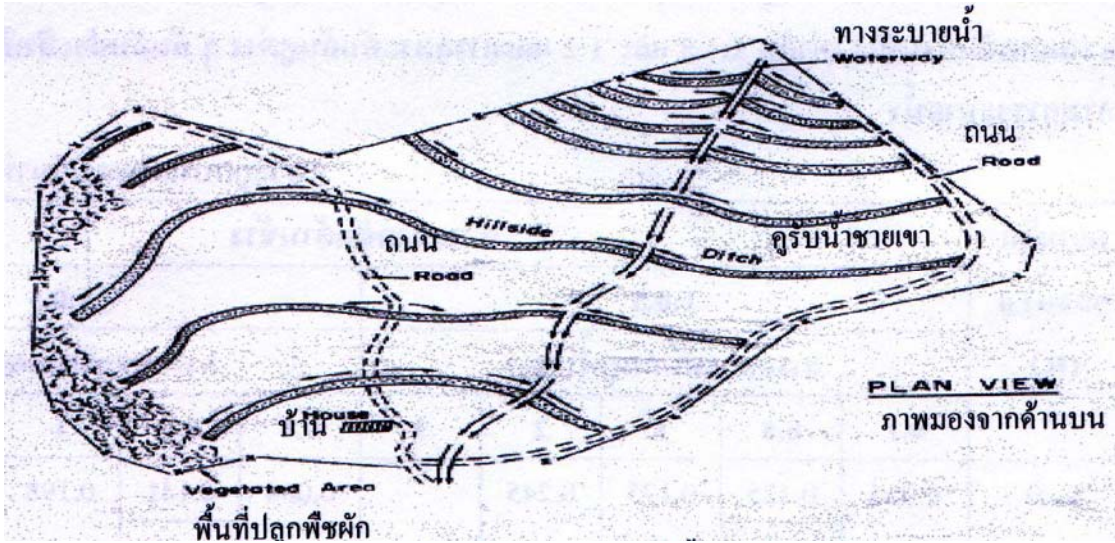 ทางระบายน้ำ
Waterway
ถนน
Road
Hillside
Ditch
คูรับน้ำชายเขา
ถนน
Road
PLAN VIEW
ภาพมองจากด้านบน
บ้าน
House
Vegetated Area
พื้นที่ปลูกพืชผัก